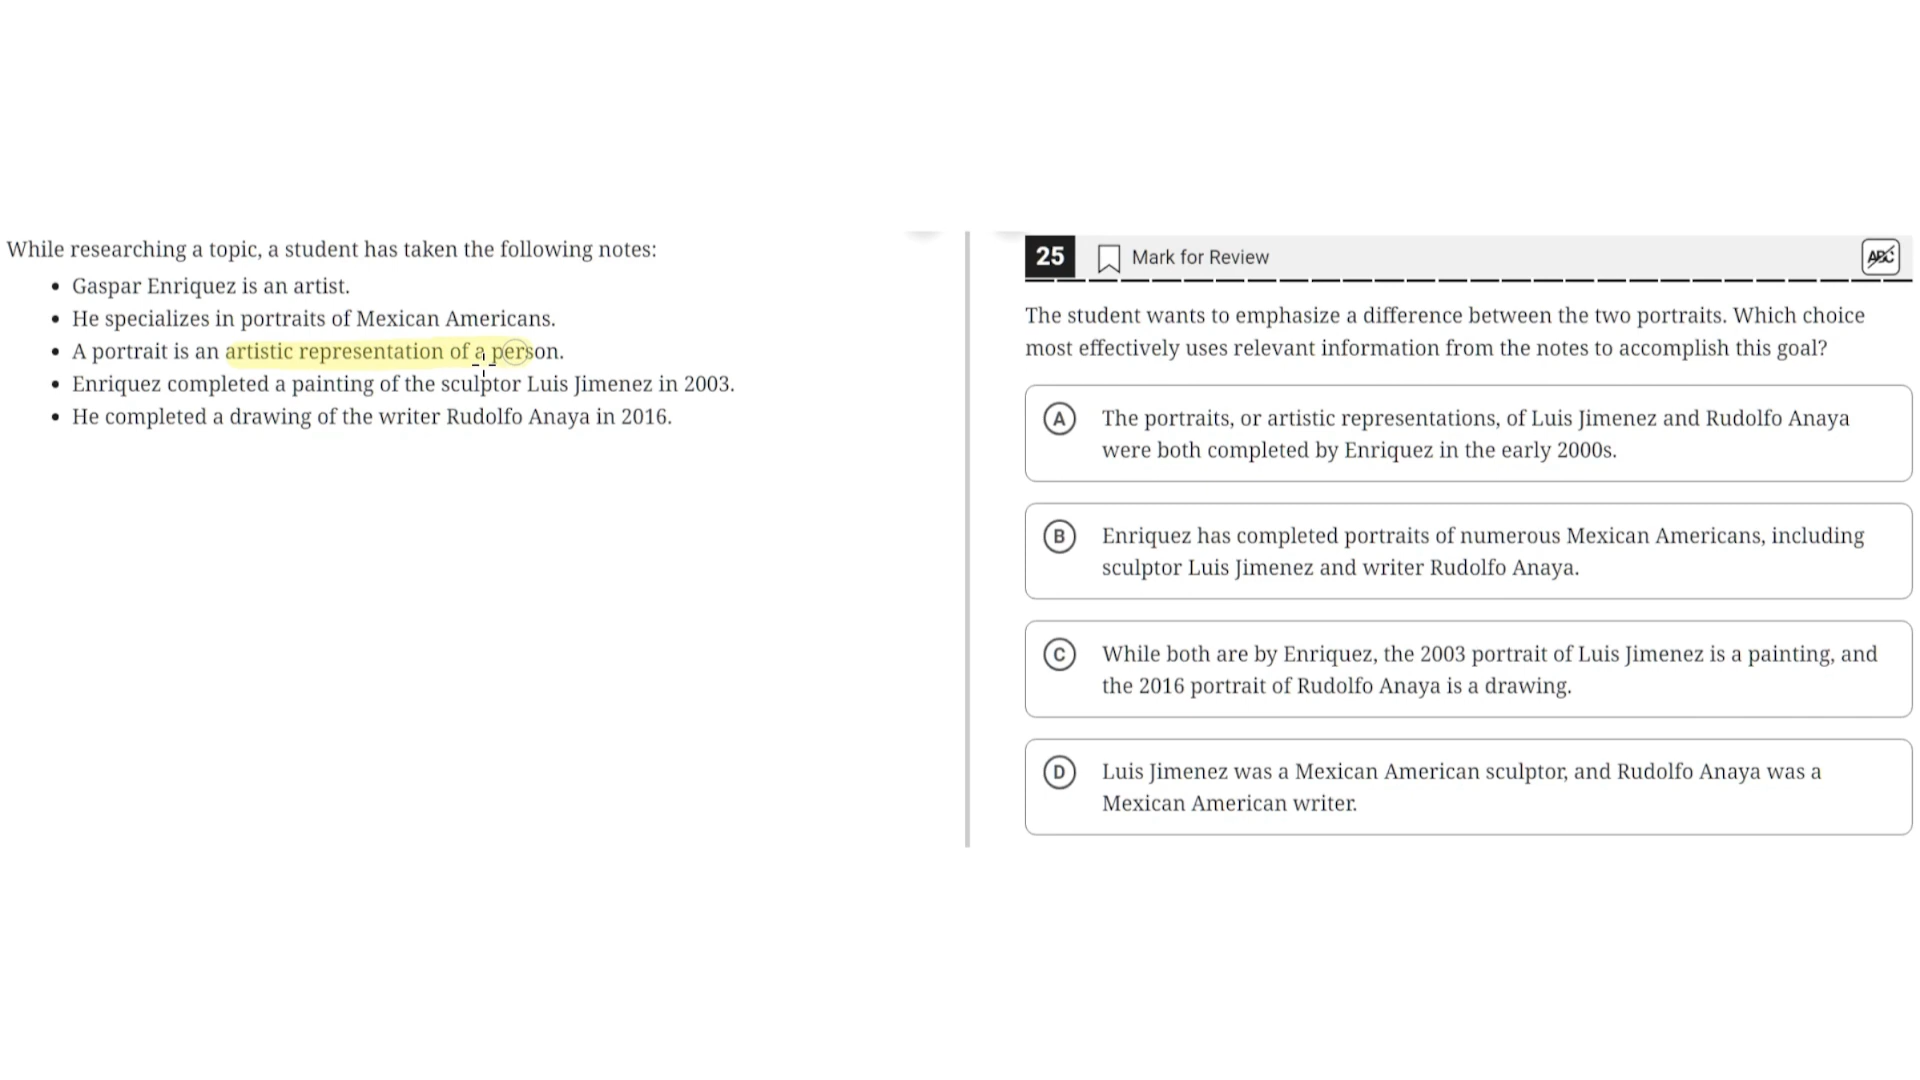 While researching a topic, a student has taken the following notes:
• Gaspar Enriquez is an artist.
• He specializes in portraits of Mexican Americans.
• A portrait is an artistic representation of a person.
• Enriquez completed a painting of the sculptor Luis Jimenez in 2003.
• He completed a drawing of the writer Rudolfo Anaya in 2016.
25 Mark for Review ABC
The student wants to emphasize a difference between the two portraits. Which choice
most effectively uses relevant information from the notes to accomplish this goal?
A The portraits, or artistic representations, of Luis Jimenez and Rudolfo Anaya
were both completed by Enriquez in the early 2000s.
B Enriquez has completed portraits of numerous Mexican Americans, including
sculptor Luis Jimenez and writer Rudolfo Anaya.
C While both are by Enriquez, the 2003 portrait of Luis Jimenez is a painting, and
the 2016 portrait of Rudolfo Anaya is a drawing.
D Luis Jimenez was a Mexican American sculptor, and Rudolfo Anaya was a
Mexican American writer.